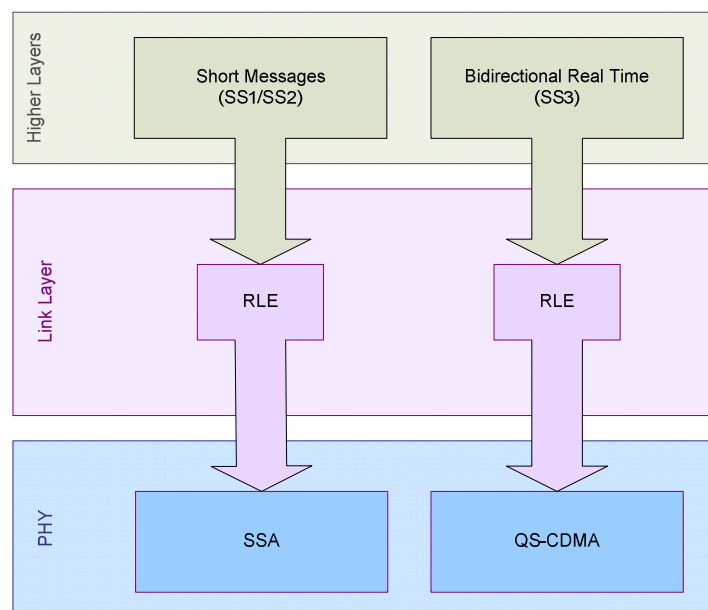 Higher Layers
Short Messages
(SS1/SS2)
Bidirectional Real Time
(SS3)
Link Layer
RLE
RLE
PHY
SSA
QS-CDMA